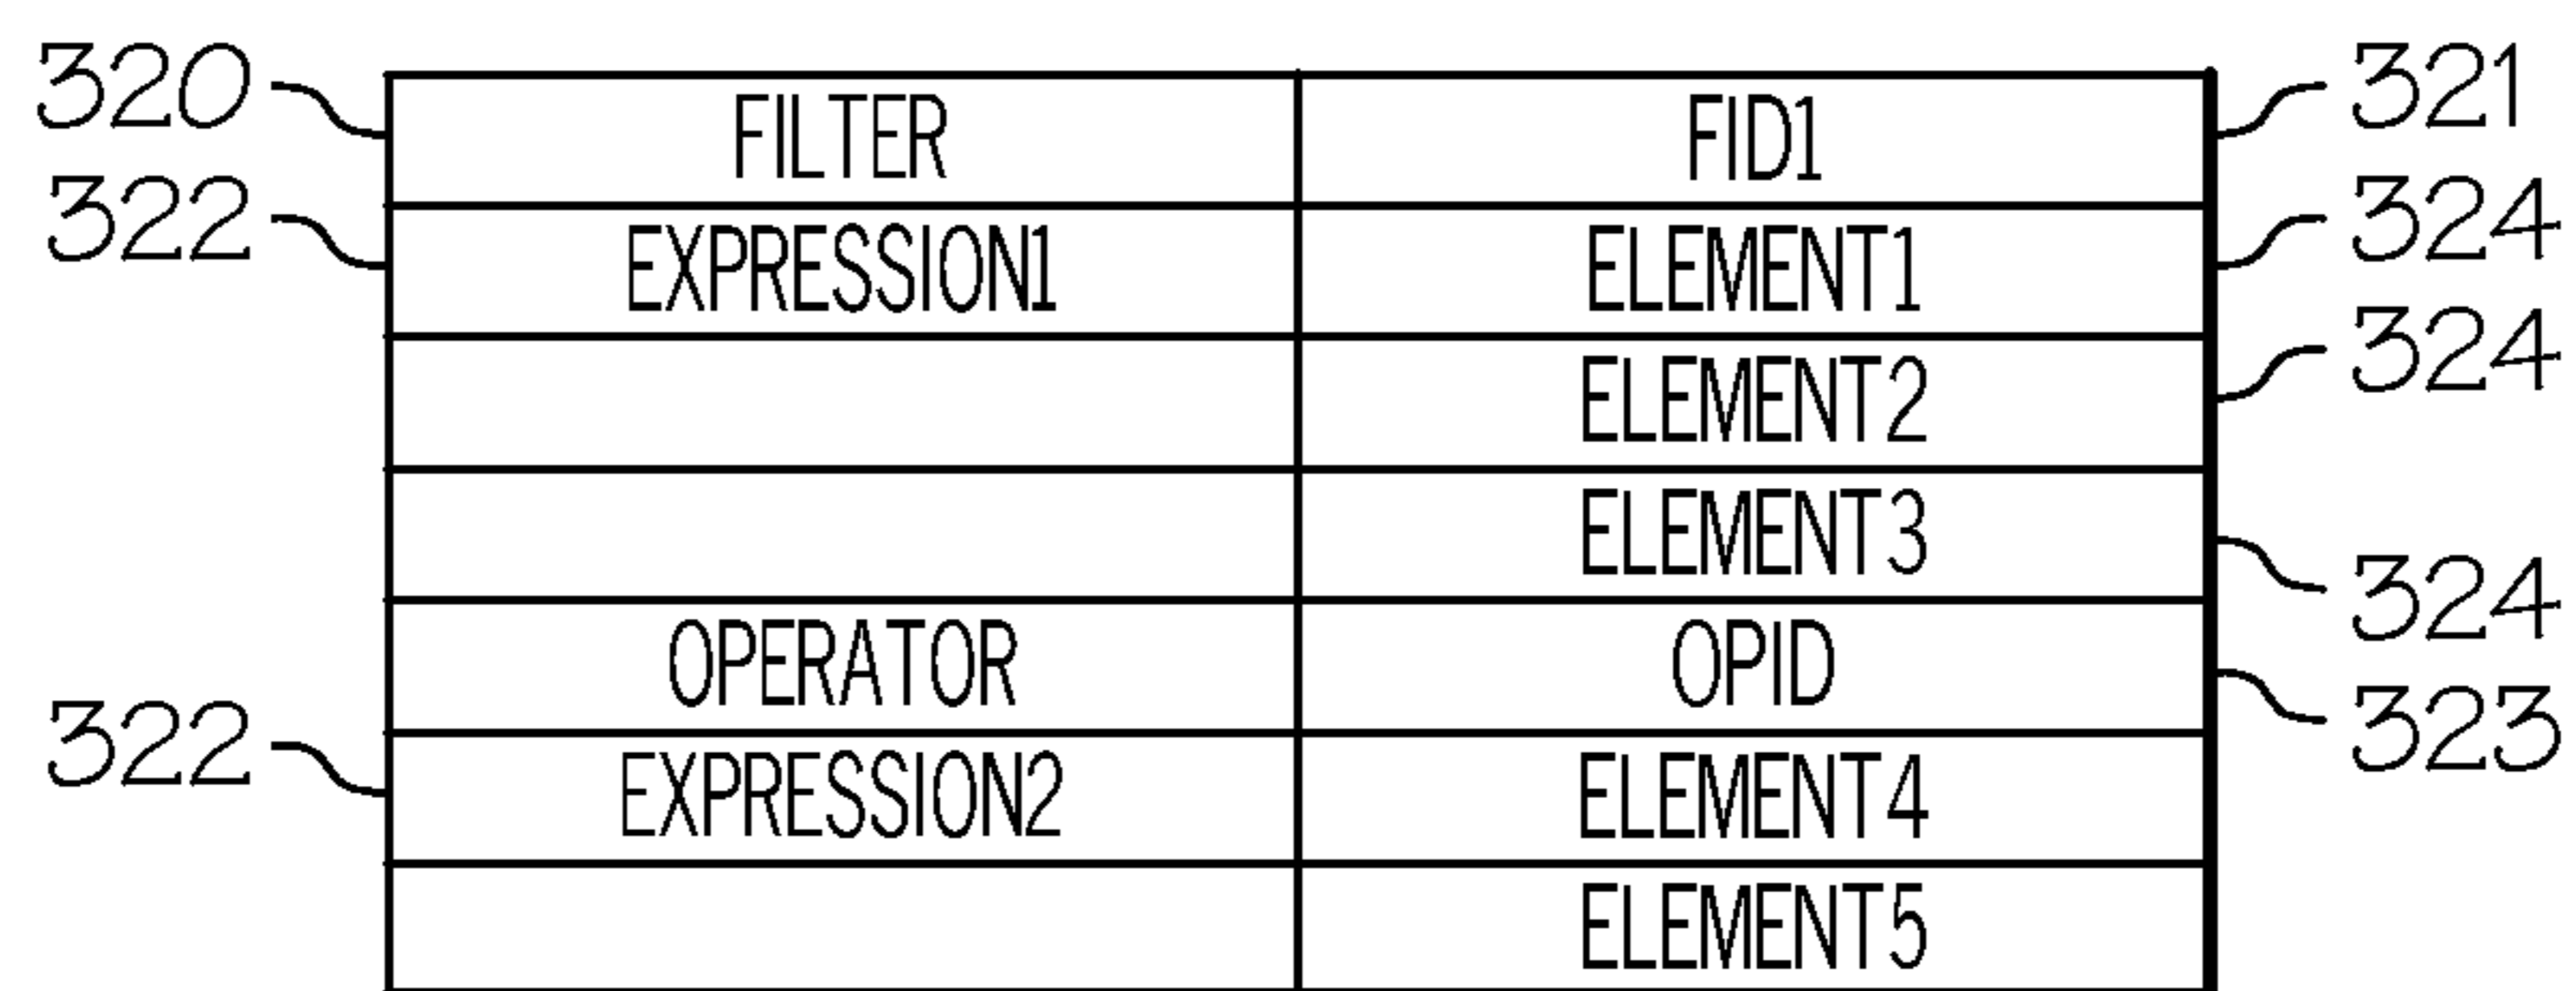 320 FILTER FID1 321
322 EXPRESSION1 ELEMENT1 324
ELEMENT2 324
ELEMENT3 324
OPERATOR OPID 323
322 EXPRESSION2 ELEMENT4
ELEMENT5